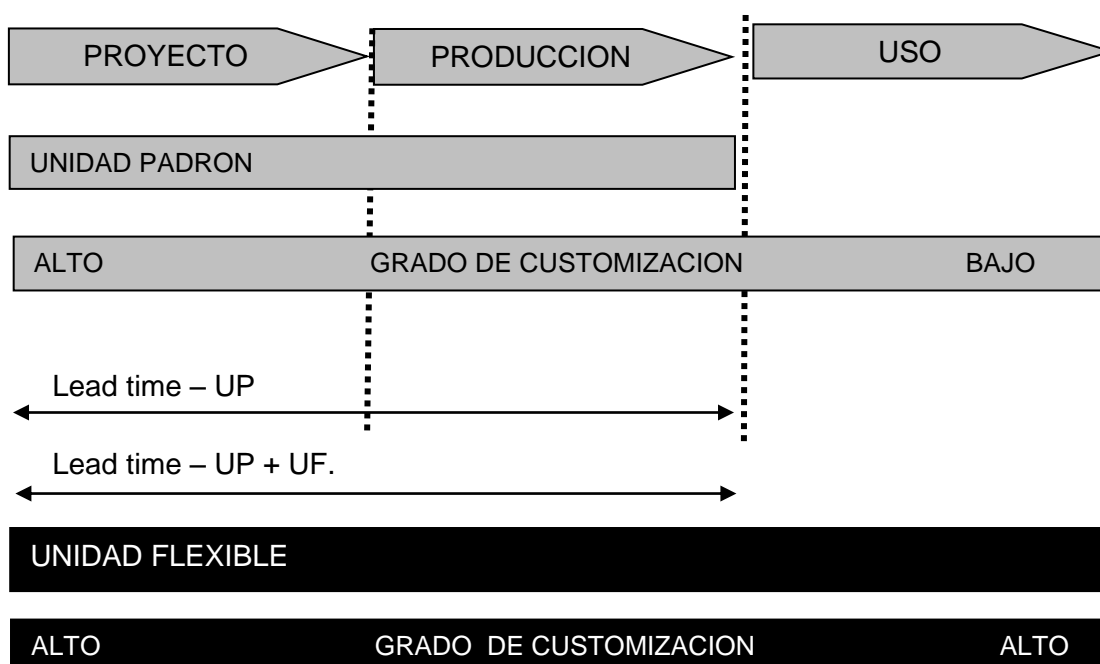 PROYECTO PRODUCCION USO
UNIDAD PADRON
ALTO GRADO DE CUSTOMIZACION BAJO
Lead time – UP
Lead time – UP + UF.
UNIDAD FLEXIBLE
ALTO GRADO DE CUSTOMIZACION ALTO